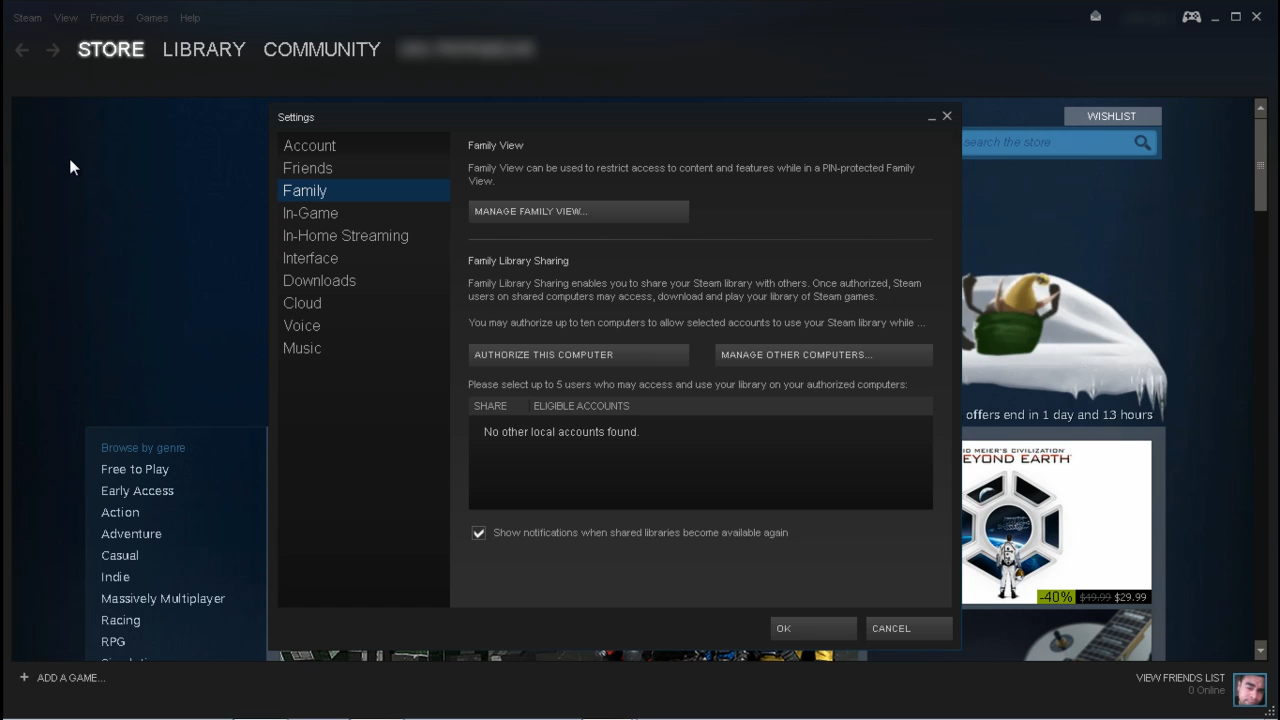 Steam View Friends Games Help
STORE LIBRARY COMMUNITY
WISHLIST
search the store
Settings
Account
Friends
Family
In-Game
In-Home Streaming
Interface
Downloads
Cloud
Voice
Music
Family View
Family View can be used to restrict access to content and features while in a PIN-protected Family
View.
MANAGE FAMILY VIEW...
Family Library Sharing
Family Library Sharing enables you to share your Steam library with others. Once authorized, Steam
users on shared computers may access, download and play your library of Steam games.
You may authorize up to ten computers to allow selected accounts to use your Steam library while ...
AUTHORIZE THIS COMPUTER MANAGE OTHER COMPUTERS...
Please select up to 5 users who may access and use your library on your authorized computers:
SHARE ELIGIBLE ACCOUNTS
No other local accounts found.
Show notifications when shared libraries become available again
OK CANCEL
offers end in 1 day and 13 hours
MEIER'S CIVILIZATION
BEYOND EARTH
-40% $49.99 $29.99
Browse by genre
Free to Play
Early Access
Action
Adventure
Casual
Indie
Massively Multiplayer
Racing
RPG
+ ADD A GAME...
VIEW FRIENDS LIST
0 Online